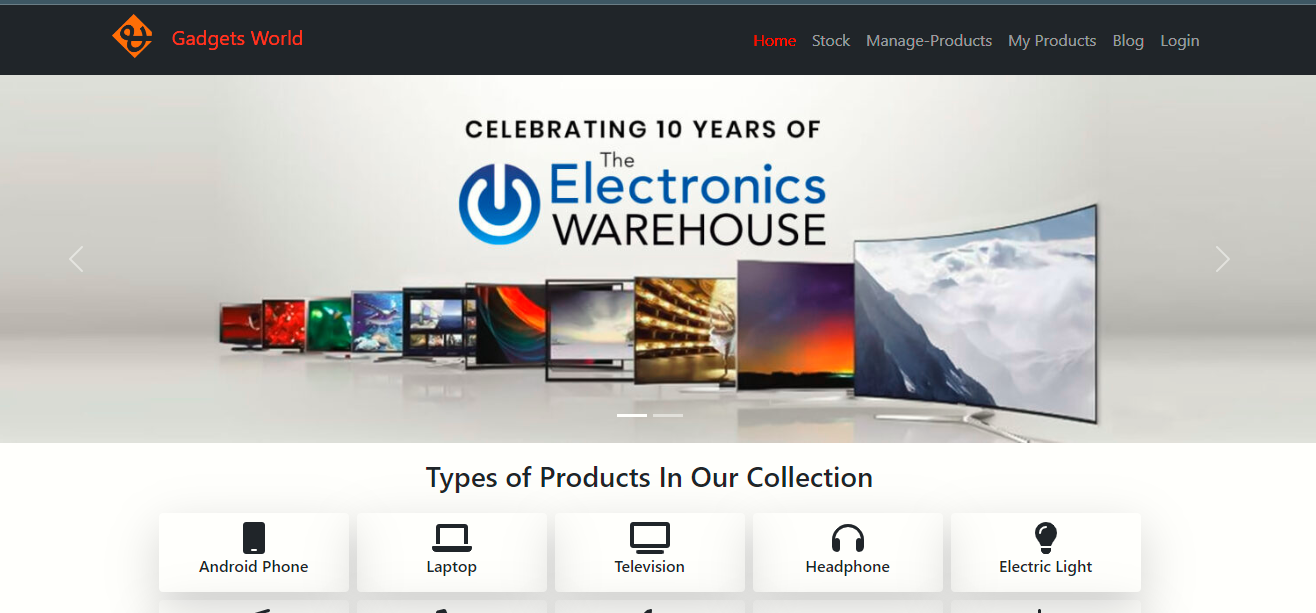 Gadgets World
Home Stock Manage-Products My Products Blog Login
CELEBRATING 10 YEARS OF
The
Electronics
WAREHOUSE
Types of Products In Our Collection
Android Phone Laptop Television Headphone Electric Light